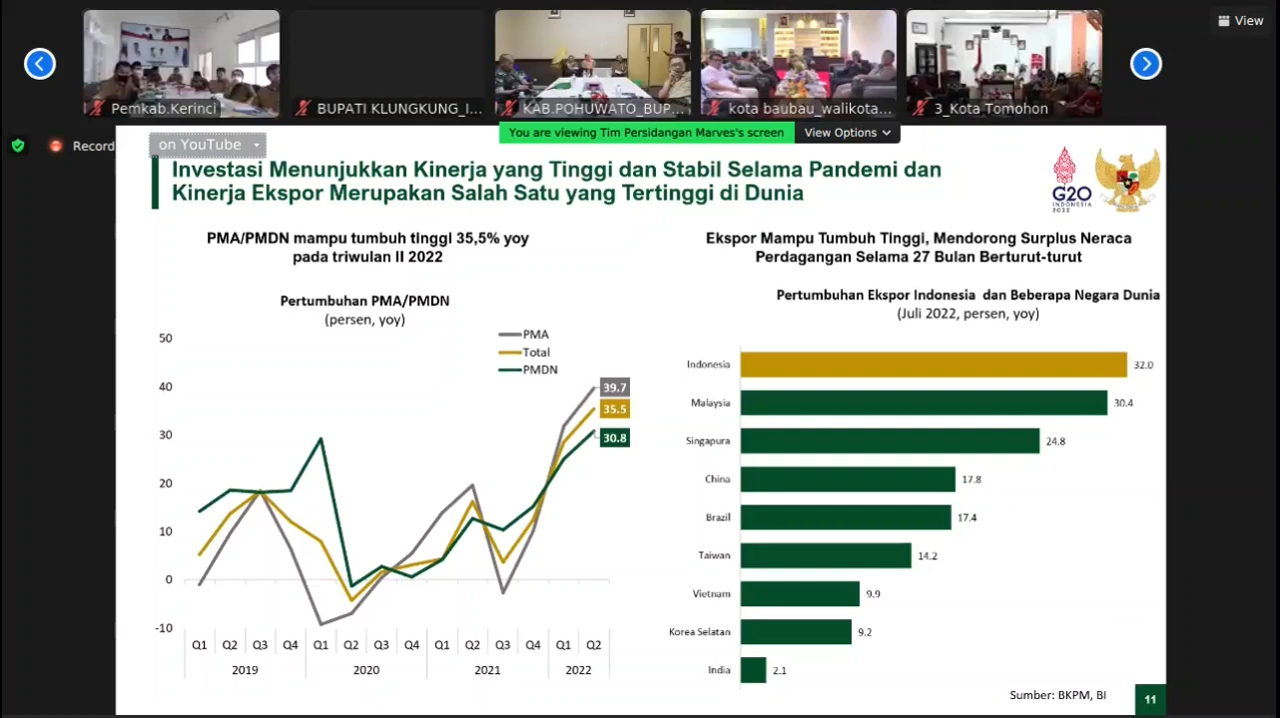 View
Pemkab.Kerinci
BUPATI KLUNGKUNG_I...
KAB.POHUWATO_BUP...
kota baubau_walikota...
3_Kota Tomohon
You are viewing Tim Persidangan Marves's screen
View Options
Record
on YouTube
Investasi Menunjukkan Kinerja yang Tinggi dan Stabil Selama Pandemi dan
Kinerja Ekspor Merupakan Salah Satu yang Tertinggi di Dunia
G20
INDONESIA
2022
PMA/PMDN mampu tumbuh tinggi 35,5% yoy
pada triwulan II 2022
Pertumbuhan PMA/PMDN
(persen, yoy)
PMA
Total
PMDN
50
40
30
20
10
0
-10
39.7
35.5
30.8
Q1 Q2 Q3 Q4 Q1 Q2 Q3 Q4 Q1 Q2 Q3 Q4 Q1 Q2
2019 2020 2021 2022
Ekspor Mampu Tumbuh Tinggi, Mendorong Surplus Neraca
Perdagangan Selama 27 Bulan Berturut-turut
Pertumbuhan Ekspor Indonesia dan Beberapa Negara Dunia
(Juli 2022, persen, yoy)
Indonesia 32.0
Malaysia 30.4
Singapura 24.8
China 17.8
Brazil 17.4
Taiwan 14.2
Vietnam 9.9
Korea Selatan 9.2
India 2.1
Sumber: BKPM, BI
11